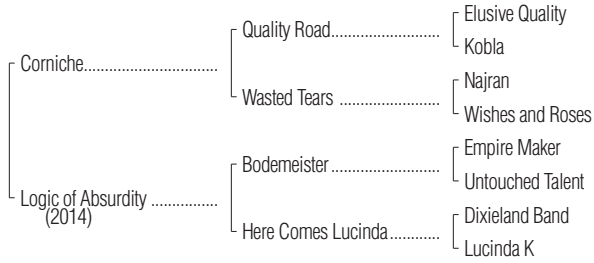 Elusive Quality
Quality Road..............................
Kobla
Corniche.....................................
Najran
Wasted Tears ............................
Wishes and Roses
Empire Maker
Bodemeister..............................
Untouched Talent
Logic of Absurdity ..................
(2014)
Dixieland Band
Here Comes Lucinda..............
Lucinda K